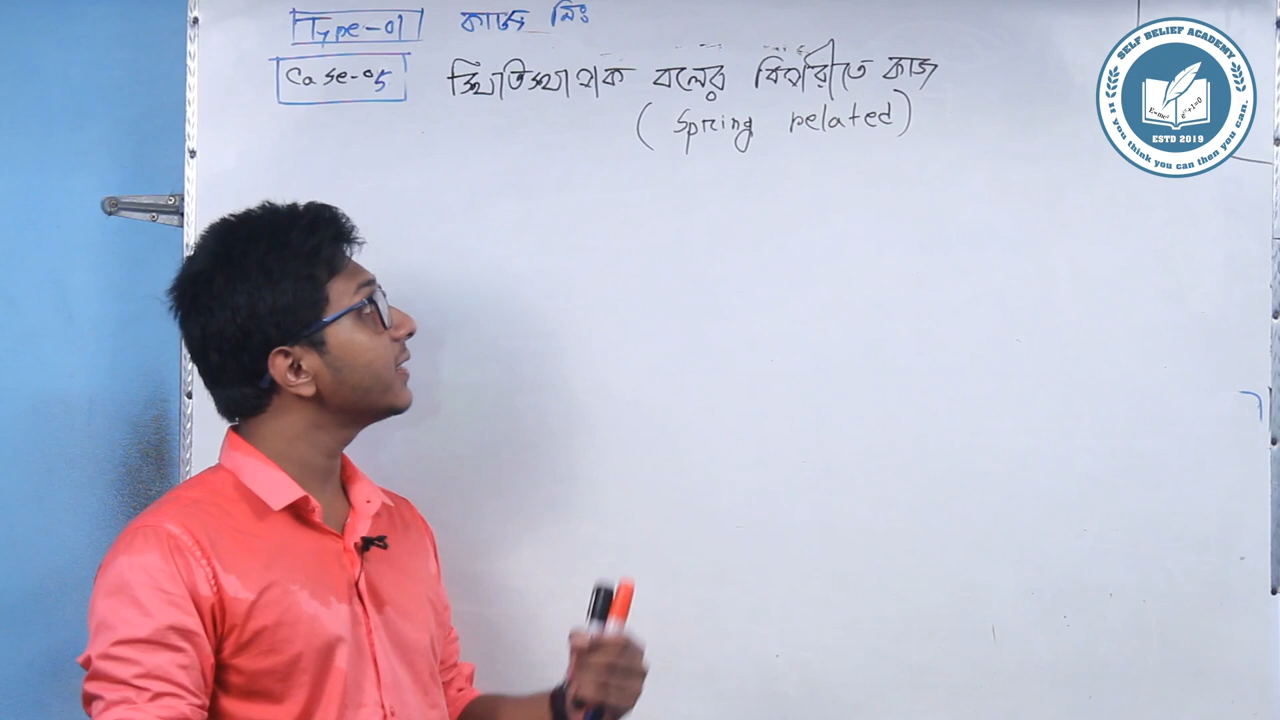 Type-01 কাজ নিঃ
Case-05 স্থিতিস্থাপক বলের বিপরীতে কাজ
(Spring related)
SELF BELIEF ACADEMY
E=mc²
ESTD 2019
If you think you can then you can.